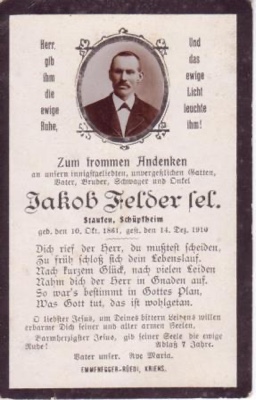 Herr,
gib
ihm
die
ewige
Ruhe,
Und
das
ewige
Licht
leuchte
ihm!
Zum frommen Andenken
an unsern innigstgeliebten, unvergeßlichen Gatten,
Vater, Bruder, Schwager und Onkel
Jakob Felder sel.
Staufen, Schüpfheim
geb. den 10. Okt. 1861, gest. den 14. Dez. 1910
Dich rief der Herr, du mußtest scheiden,
Zu früh schloß sich dein Lebenslauf.
Nach kurzem Glück, nach vielen Leiden
Nahm dich der Herr in Gnaden auf.
So war's bestimmt in Gottes Plan,
Was Gott tut, das ist wohlgetan.
O liebster Jesus, um Deines bittern Leidens willen
erbarme Dich seiner und aller armen Seelen.
Barmherzigster Jesus, gib seiner Seele die ewige
Ruhe! Ablaß 7 Jahre.
Vater unser. Ave Maria.
EMMENEGGER-RÜEDI, KRIENS.